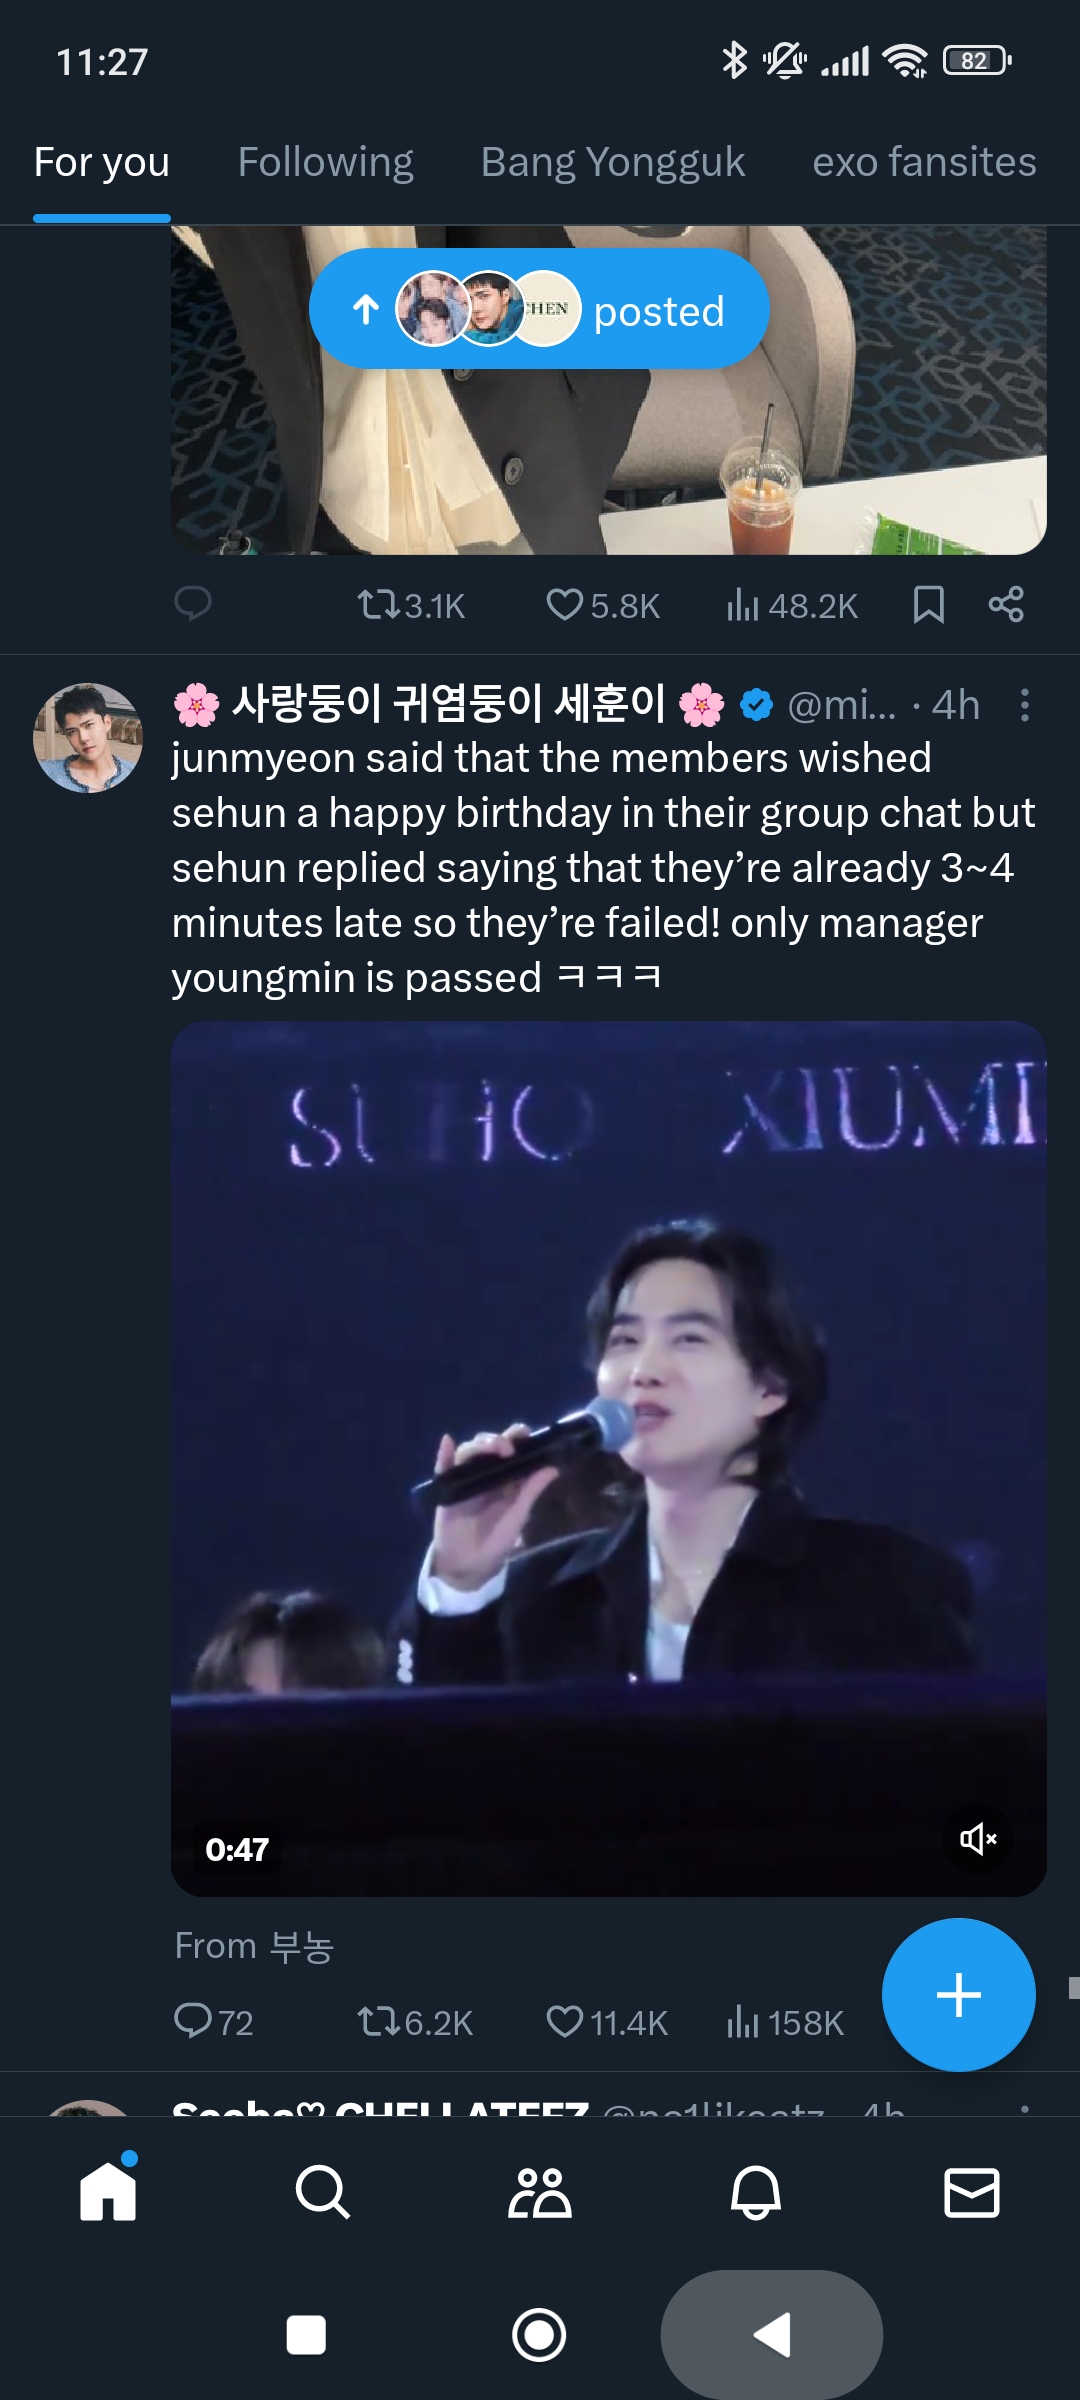 11:27
82
For you Following Bang Yongguk exo fansites
CHEN posted
3.1K 5.8K 48.2K
🌸 사랑둥이 귀염둥이 세훈이 🌸 @mi... · 4h
junmyeon said that the members wished
sehun a happy birthday in their group chat but
sehun replied saying that they're already 3~4
minutes late so they're failed! only manager
youngmin is passed ㅋㅋㅋ
SUHO XIUMI
0:47
From 부농
72 6.2K 11.4K 158K
4h